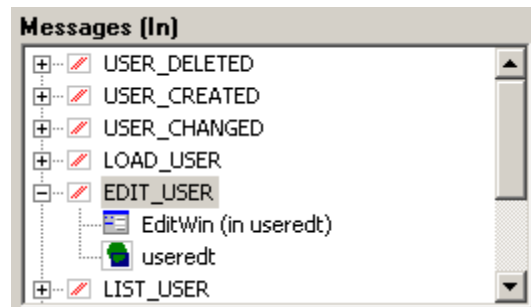 Messages (In)
USER_DELETED
USER_CREATED
USER_CHANGED
LOAD_USER
EDIT_USER
EditWin (in useredt)
useredt
LIST_USER